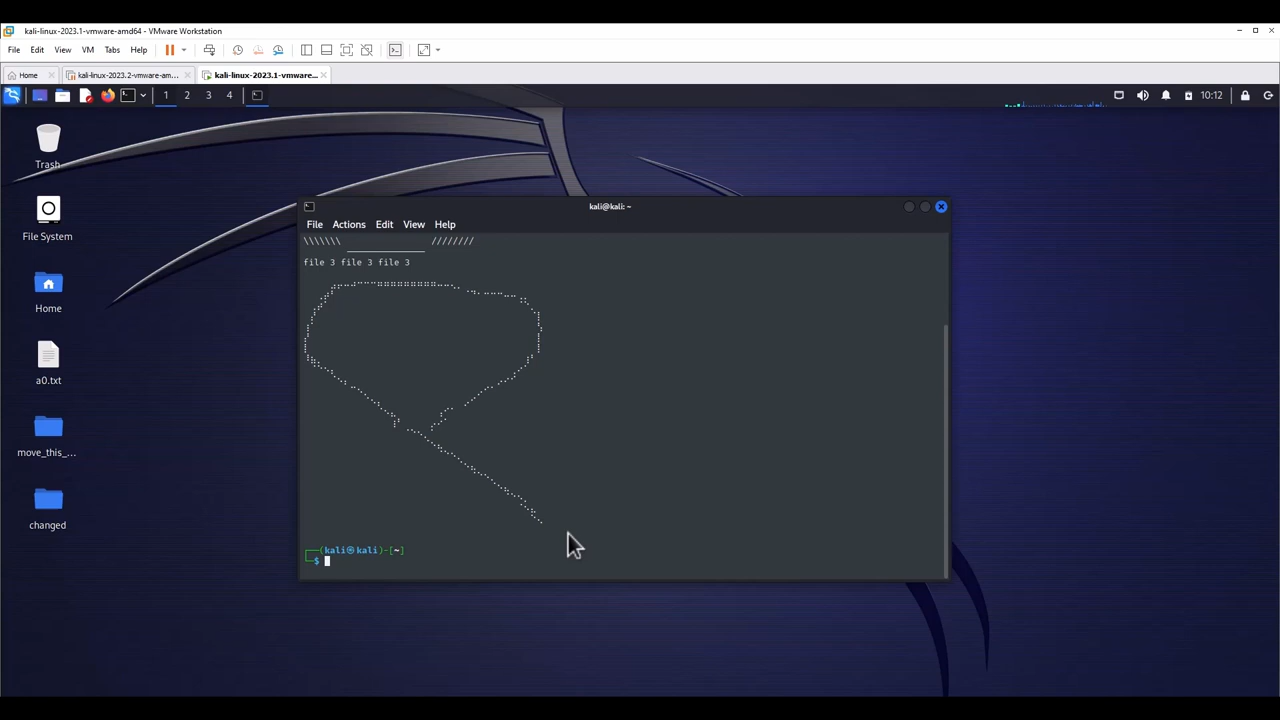 kali-linux-2023.1-vmware-amd64 - VMware Workstation
File Edit View VM Tabs Help
Home kali-linux-2023.2-vmware-am... kali-linux-2023.1-vmware...
1 2 3 4 10:12
Trash
File System
Home
a0.txt
move_this_...
changed
kali@kali: ~
File Actions Edit View Help
\\\\\\\ ____________ ////////
file 3 file 3 file 3
┌──(kali㉿kali)-[~]
└─$